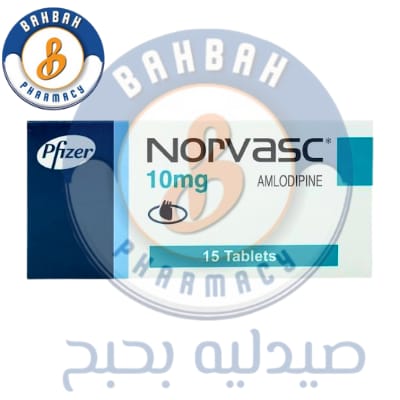 BAHBAH
PHARMACY
BAHBAH
Pfizer
NORVASC*
10mg
AMLODIPINE
15 Tablets
PHARMACY
صيدليه بحبح